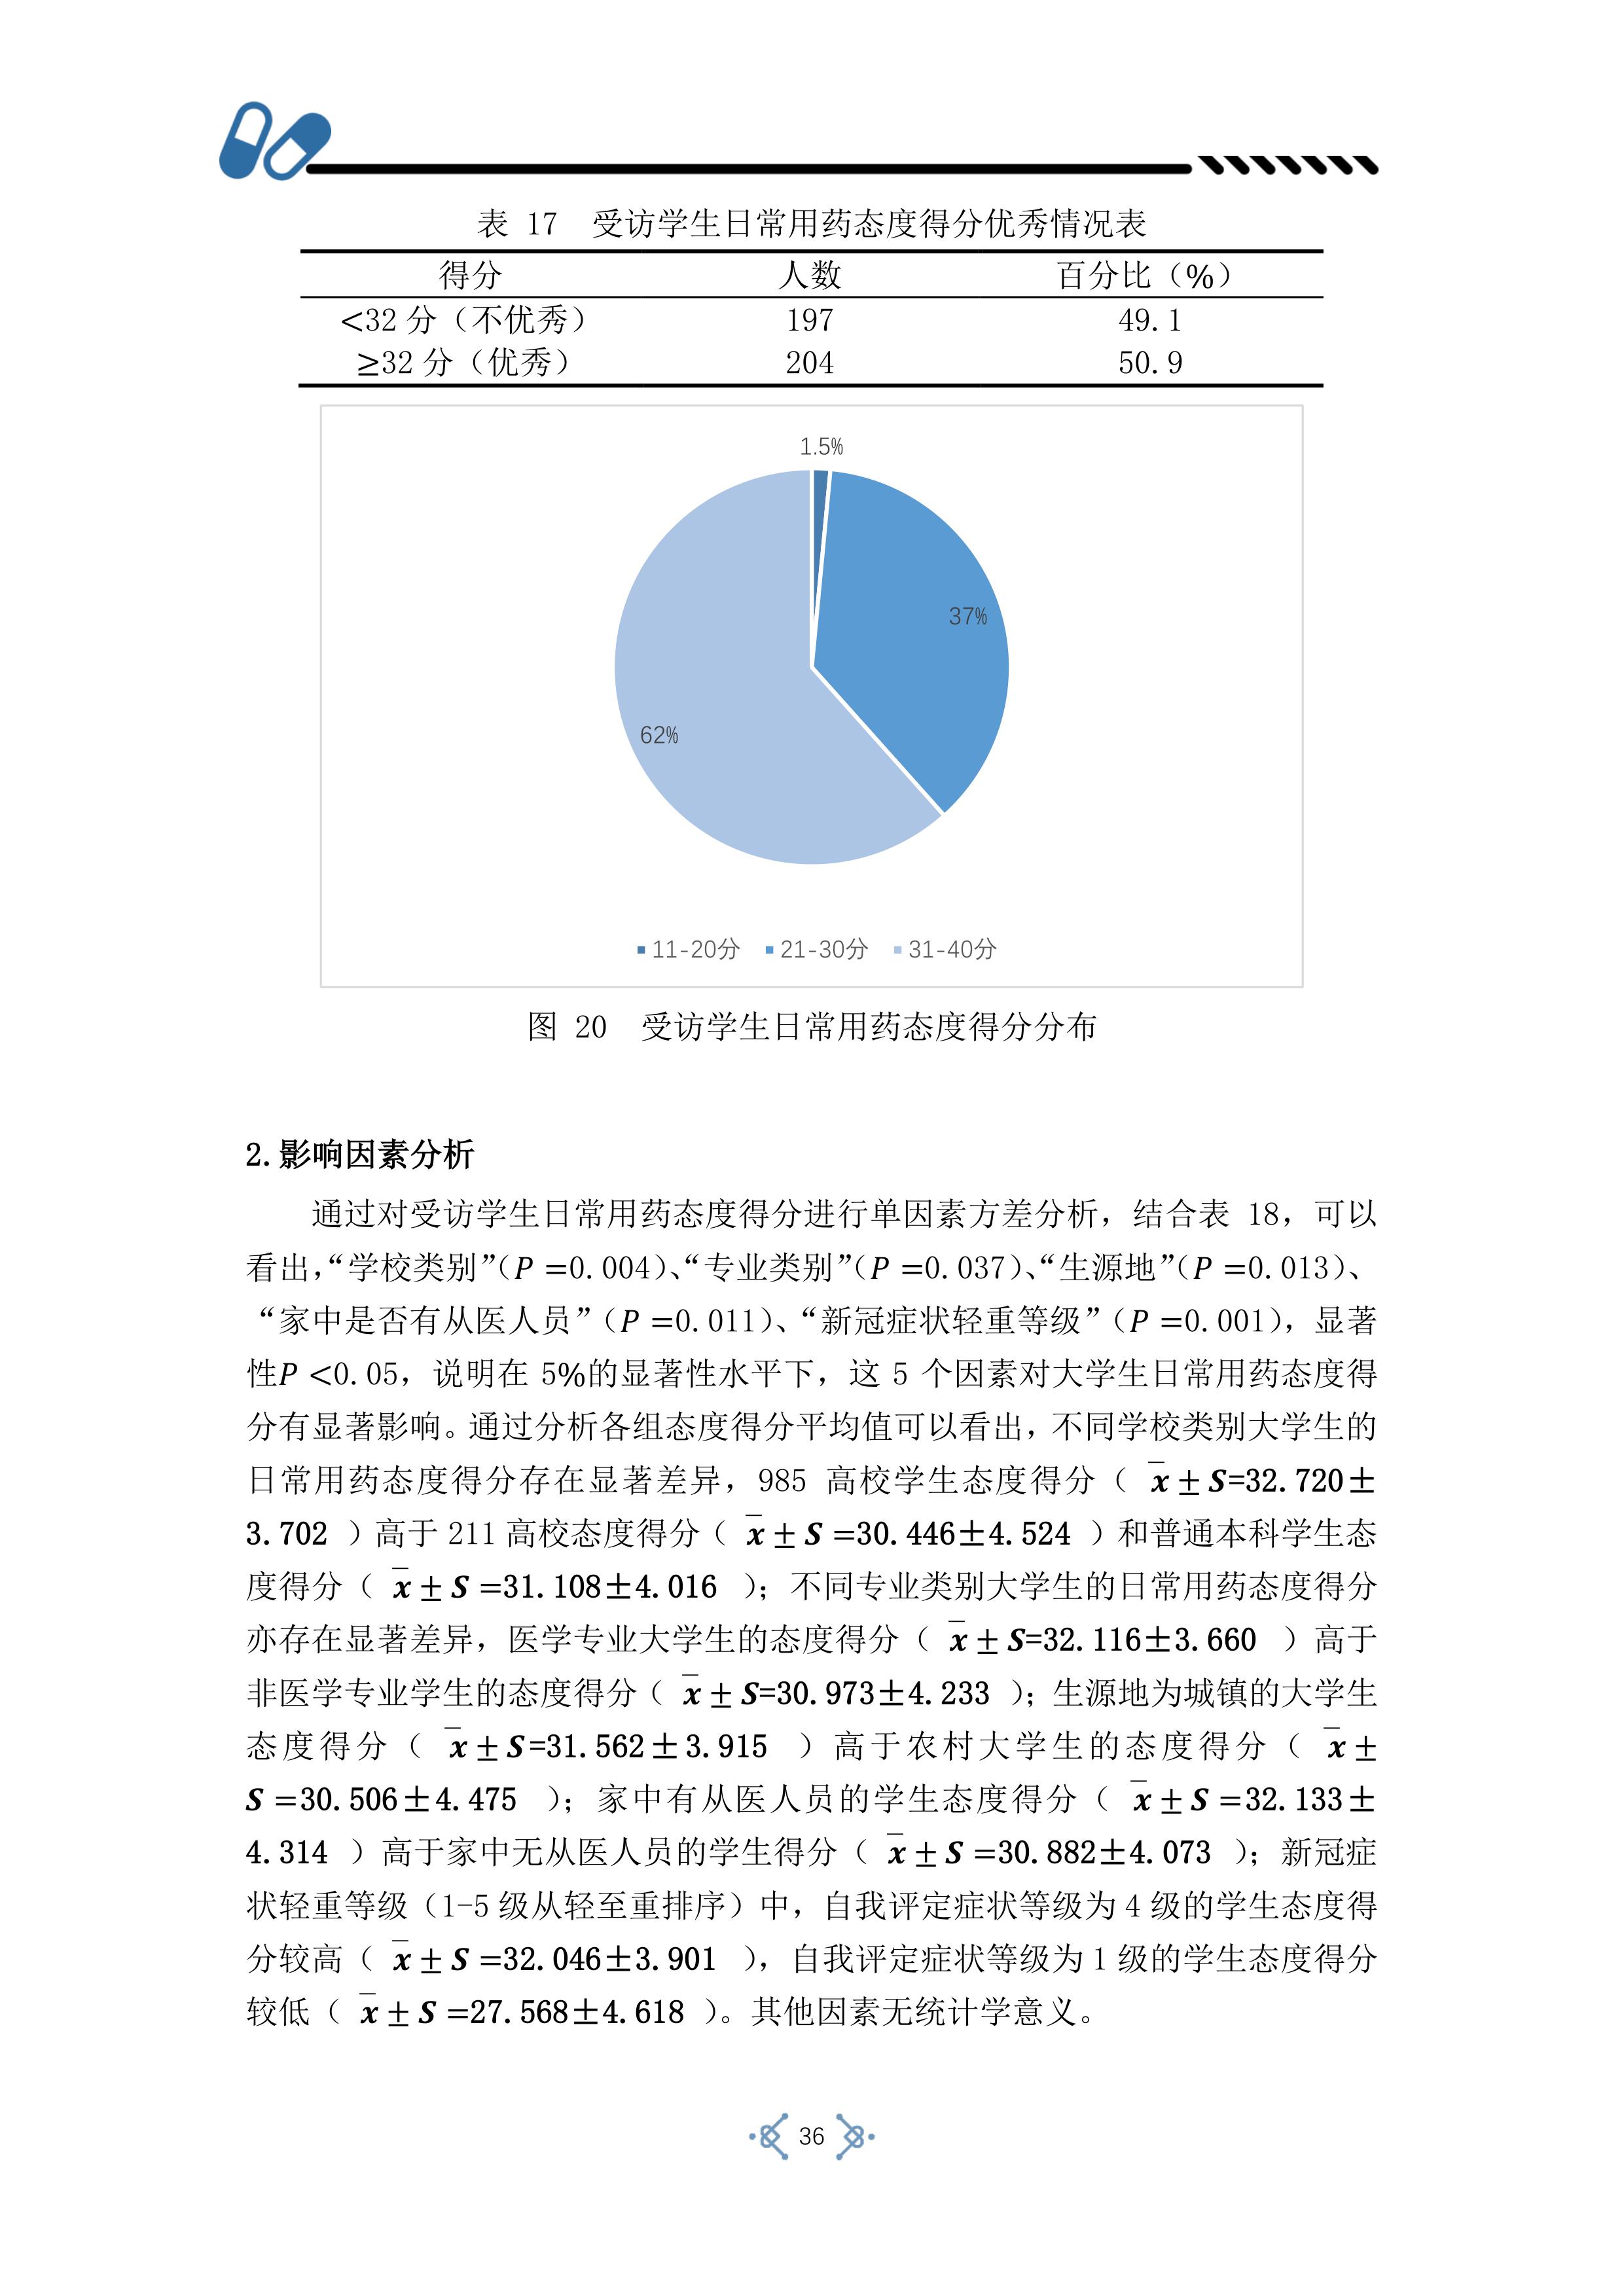 表 17 受访学生日常用药态度得分优秀情况表
得分 人数 百分比（%）
<32 分（不优秀） 197 49.1
≥32 分（优秀） 204 50.9
1.5%
37%
62%
11-20分 21-30分 31-40分
图 20 受访学生日常用药态度得分分布
2.影响因素分析
通过对受访学生日常用药态度得分进行单因素方差分析，结合表 18，可以
看出，“学校类别”（P =0.004）、“专业类别”（P =0.037）、“生源地”（P =0.013）、
“家中是否有从医人员”（P =0.011）、“新冠症状轻重等级”（P =0.001），显著
性P <0.05，说明在 5%的显著性水平下，这 5 个因素对大学生日常用药态度得
分有显著影响。通过分析各组态度得分平均值可以看出，不同学校类别大学生的
日常用药态度得分存在显著差异，985 高校学生态度得分（ x̄ ± S=32.720±
3.702 ）高于 211 高校态度得分（ x̄ ± S =30.446±4.524 ）和普通本科学生态
度得分（ x̄ ± S =31.108±4.016 ）；不同专业类别大学生的日常用药态度得分
亦存在显著差异，医学专业大学生的态度得分（ x̄ ± S=32.116±3.660 ）高于
非医学专业学生的态度得分（ x̄ ± S=30.973±4.233 ）；生源地为城镇的大学生
态度得分（ x̄ ± S=31.562±3.915 ）高于农村大学生的态度得分（ x̄ ±
S =30.506±4.475 ）；家中有从医人员的学生态度得分（ x̄ ± S =32.133±
4.314 ）高于家中无从医人员的学生得分（ x̄ ± S =30.882±4.073 ）；新冠症
状轻重等级（1-5 级从轻至重排序）中，自我评定症状等级为 4 级的学生态度得
分较高（ x̄ ± S =32.046±3.901 ），自我评定症状等级为 1 级的学生态度得分
较低（ x̄ ± S =27.568±4.618 ）。其他因素无统计学意义。
36